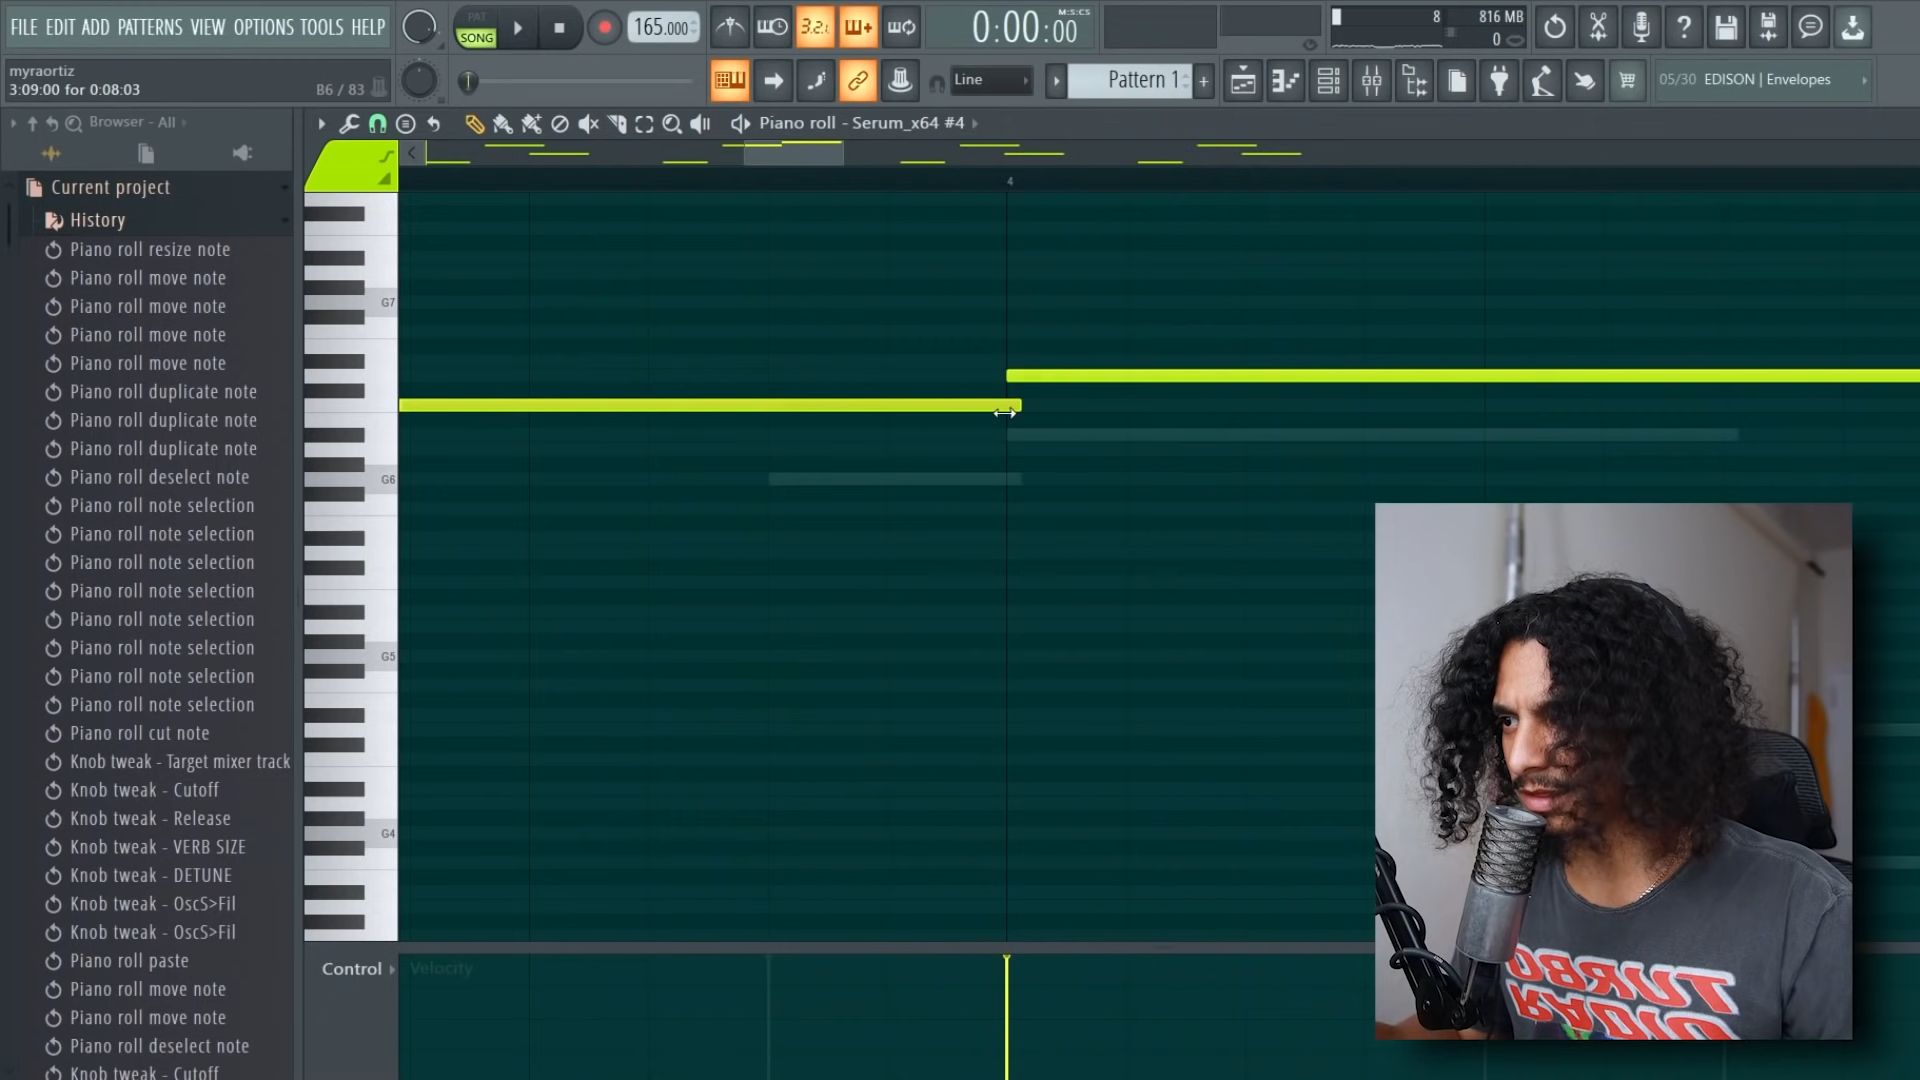 FILE EDIT ADD PATTERNS VIEW OPTIONS TOOLS HELP
PAT
SONG
165.000
3.2.
0:00:00
M:S:CS
8
816 MB
0
myraortiz
3:09:00 for 0:08:03
B6 / 83
Line
Pattern 1
+
05/30 EDISON | Envelopes
Browser - All
Piano roll - Serum_x64 #4
Current project
History
Piano roll resize note
Piano roll move note
Piano roll move note
Piano roll move note
Piano roll move note
Piano roll duplicate note
Piano roll duplicate note
Piano roll duplicate note
Piano roll deselect note
Piano roll note selection
Piano roll note selection
Piano roll note selection
Piano roll note selection
Piano roll note selection
Piano roll note selection
Piano roll note selection
Piano roll note selection
Piano roll cut note
Knob tweak - Target mixer track
Knob tweak - Cutoff
Knob tweak - Release
Knob tweak - VERB SIZE
Knob tweak - DETUNE
Knob tweak - OscS>Fil
Knob tweak - OscS>Fil
Piano roll paste
Piano roll move note
Piano roll move note
Piano roll deselect note
Knob tweak - Cutoff
4
G7
G6
G5
G4
Control
Velocity
TURBO
RADIO